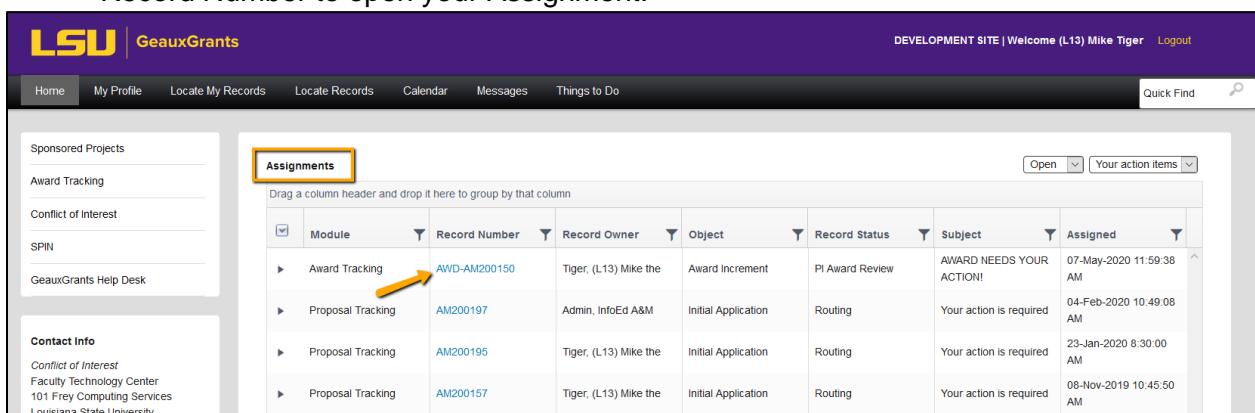 Record Number to open your Assignment.
LSU GeauxGrants
DEVELOPMENT SITE | Welcome (L13) Mike Tiger Logout
Home My Profile Locate My Records Locate Records Calendar Messages Things to Do Quick Find
Sponsored Projects
Award Tracking
Conflict of Interest
SPIN
GeauxGrants Help Desk
Contact Info
Conflict of Interest
Faculty Technology Center
101 Frey Computing Services
Louisiana State University
Assignments Open Your action items
Drag a column header and drop it here to group by that column
Module Record Number Record Owner Object Record Status Subject Assigned
Award Tracking AWD-AM200150 Tiger, (L13) Mike the Award Increment PI Award Review AWARD NEEDS YOUR ACTION! 07-May-2020 11:59:38 AM
Proposal Tracking AM200197 Admin, InfoEd A&M Initial Application Routing Your action is required 04-Feb-2020 10:49:08 AM
Proposal Tracking AM200195 Tiger, (L13) Mike the Initial Application Routing Your action is required 23-Jan-2020 8:30:00 AM
Proposal Tracking AM200157 Tiger, (L13) Mike the Initial Application Routing Your action is required 08-Nov-2019 10:45:50 AM